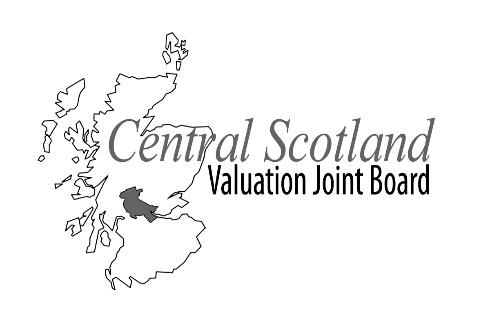 Central Scotland
Valuation Joint Board